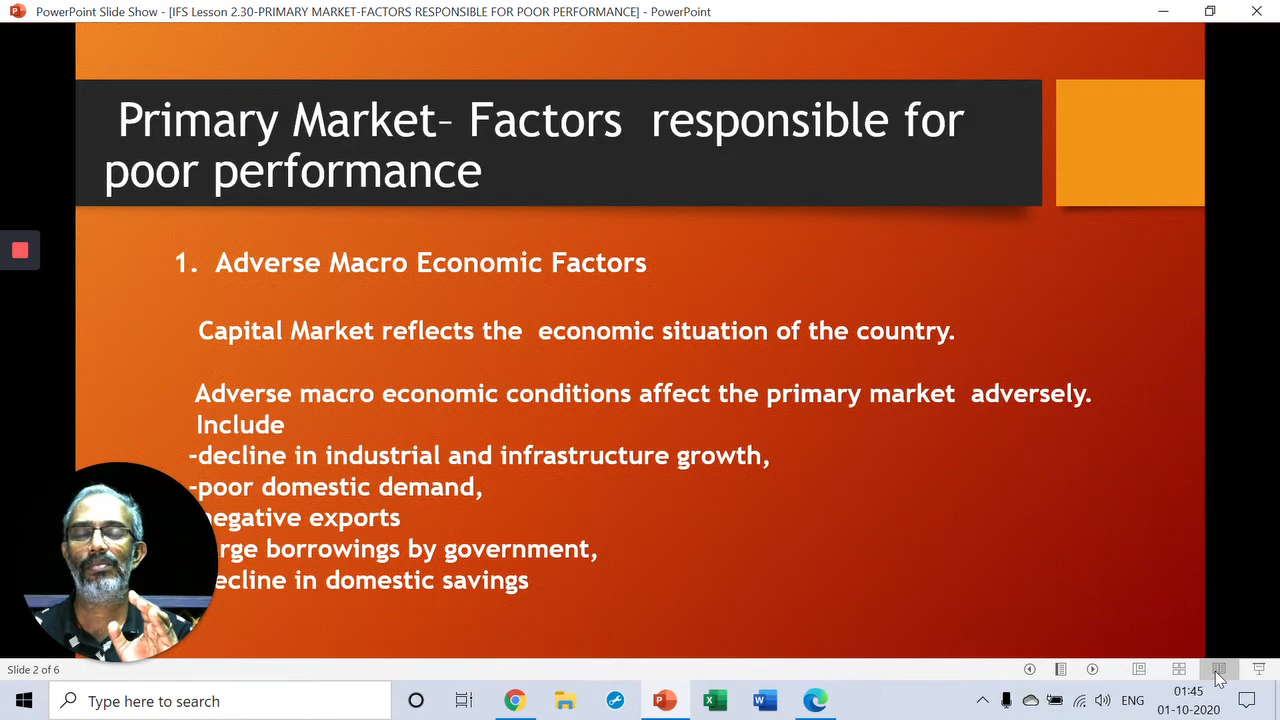 PowerPoint Slide Show - [IFS Lesson 2.30-PRIMARY MARKET-FACTORS RESPONSIBLE FOR POOR PERFORMANCE] - PowerPoint
Primary Market– Factors responsible for
poor performance
1. Adverse Macro Economic Factors
Capital Market reflects the economic situation of the country.
Adverse macro economic conditions affect the primary market adversely.
Include
-decline in industrial and infrastructure growth,
-poor domestic demand,
exports
borrowings by government,
in domestic savings
Slide 2 of 6
Type here to search
ENG
01:45
01-10-2020